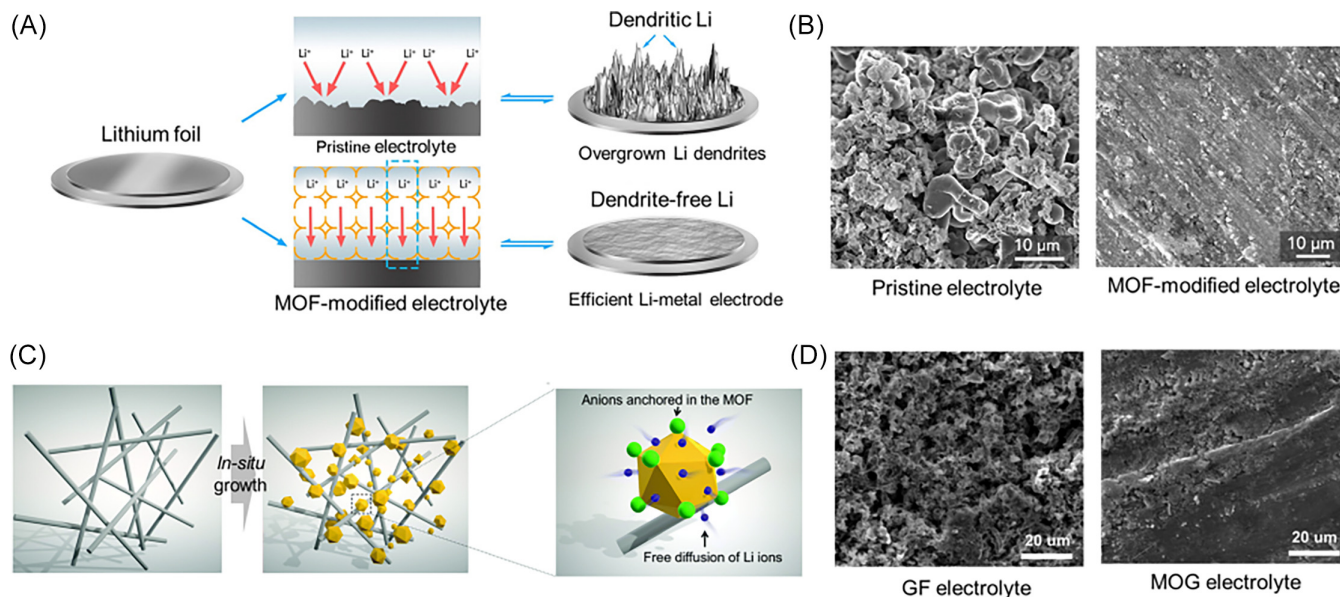 (A)
Lithium foil
Li⁺ Li⁺ Li⁺ Li⁺ Li⁺
Pristine electrolyte
Dendritic Li
Overgrown Li dendrites
Li⁺ Li⁺ Li⁺ Li⁺ Li⁺ Li⁺
MOF-modified electrolyte
Dendrite-free Li
Efficient Li-metal electrode
(B)
10 μm
Pristine electrolyte
10 μm
MOF-modified electrolyte
(C)
In-situ
growth
Anions anchored in the MOF
Free diffusion of Li ions
(D)
20 um
GF electrolyte
20 um
MOG electrolyte